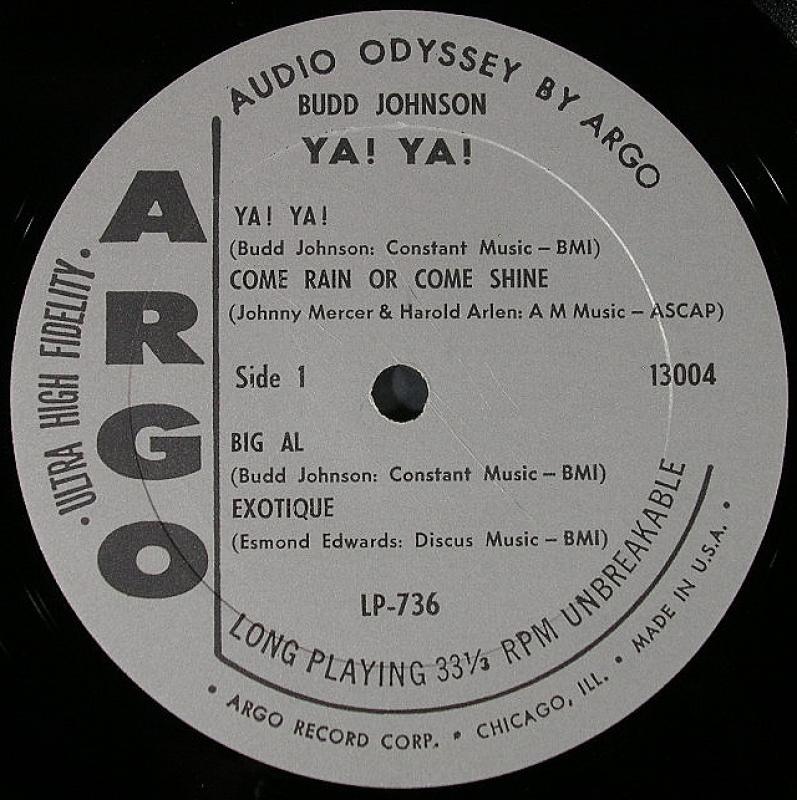 AUDIO ODYSSEY BY ARGO
BUDD JOHNSON
YA! YA!
ARGO
• ULTRA HIGH FIDELITY •
YA! YA!
(Budd Johnson: Constant Music – BMI)
COME RAIN OR COME SHINE
(Johnny Mercer & Harold Arlen: A M Music – ASCAP)
Side 1
13004
BIG AL
(Budd Johnson: Constant Music – BMI)
EXOTIQUE
(Esmond Edwards: Discus Music – BMI)
LP-736
LONG PLAYING 33⅓ RPM UNBREAKABLE
• ARGO RECORD CORP. • CHICAGO, ILL. • MADE IN U.S.A. •